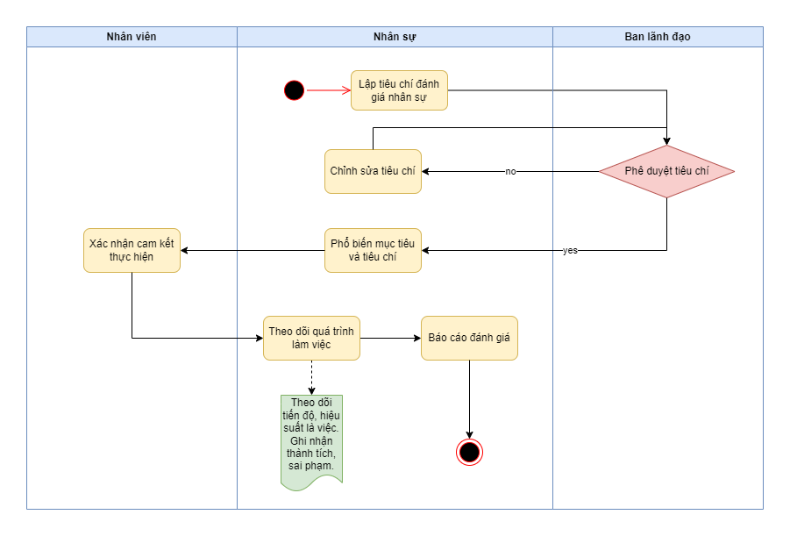 Nhân viên
Nhân sự
Ban lãnh đạo
Lập tiêu chí đánh
giá nhân sự
Chỉnh sửa tiêu chí
no
Phê duyệt tiêu chí
Xác nhận cam kết
thực hiện
Phổ biến mục tiêu
và tiêu chí
yes
Theo dõi quá trình
làm việc
Báo cáo đánh giá
Theo dõi
tiến độ, hiệu
suất là việc.
Ghi nhận
thành tích,
sai phạm.